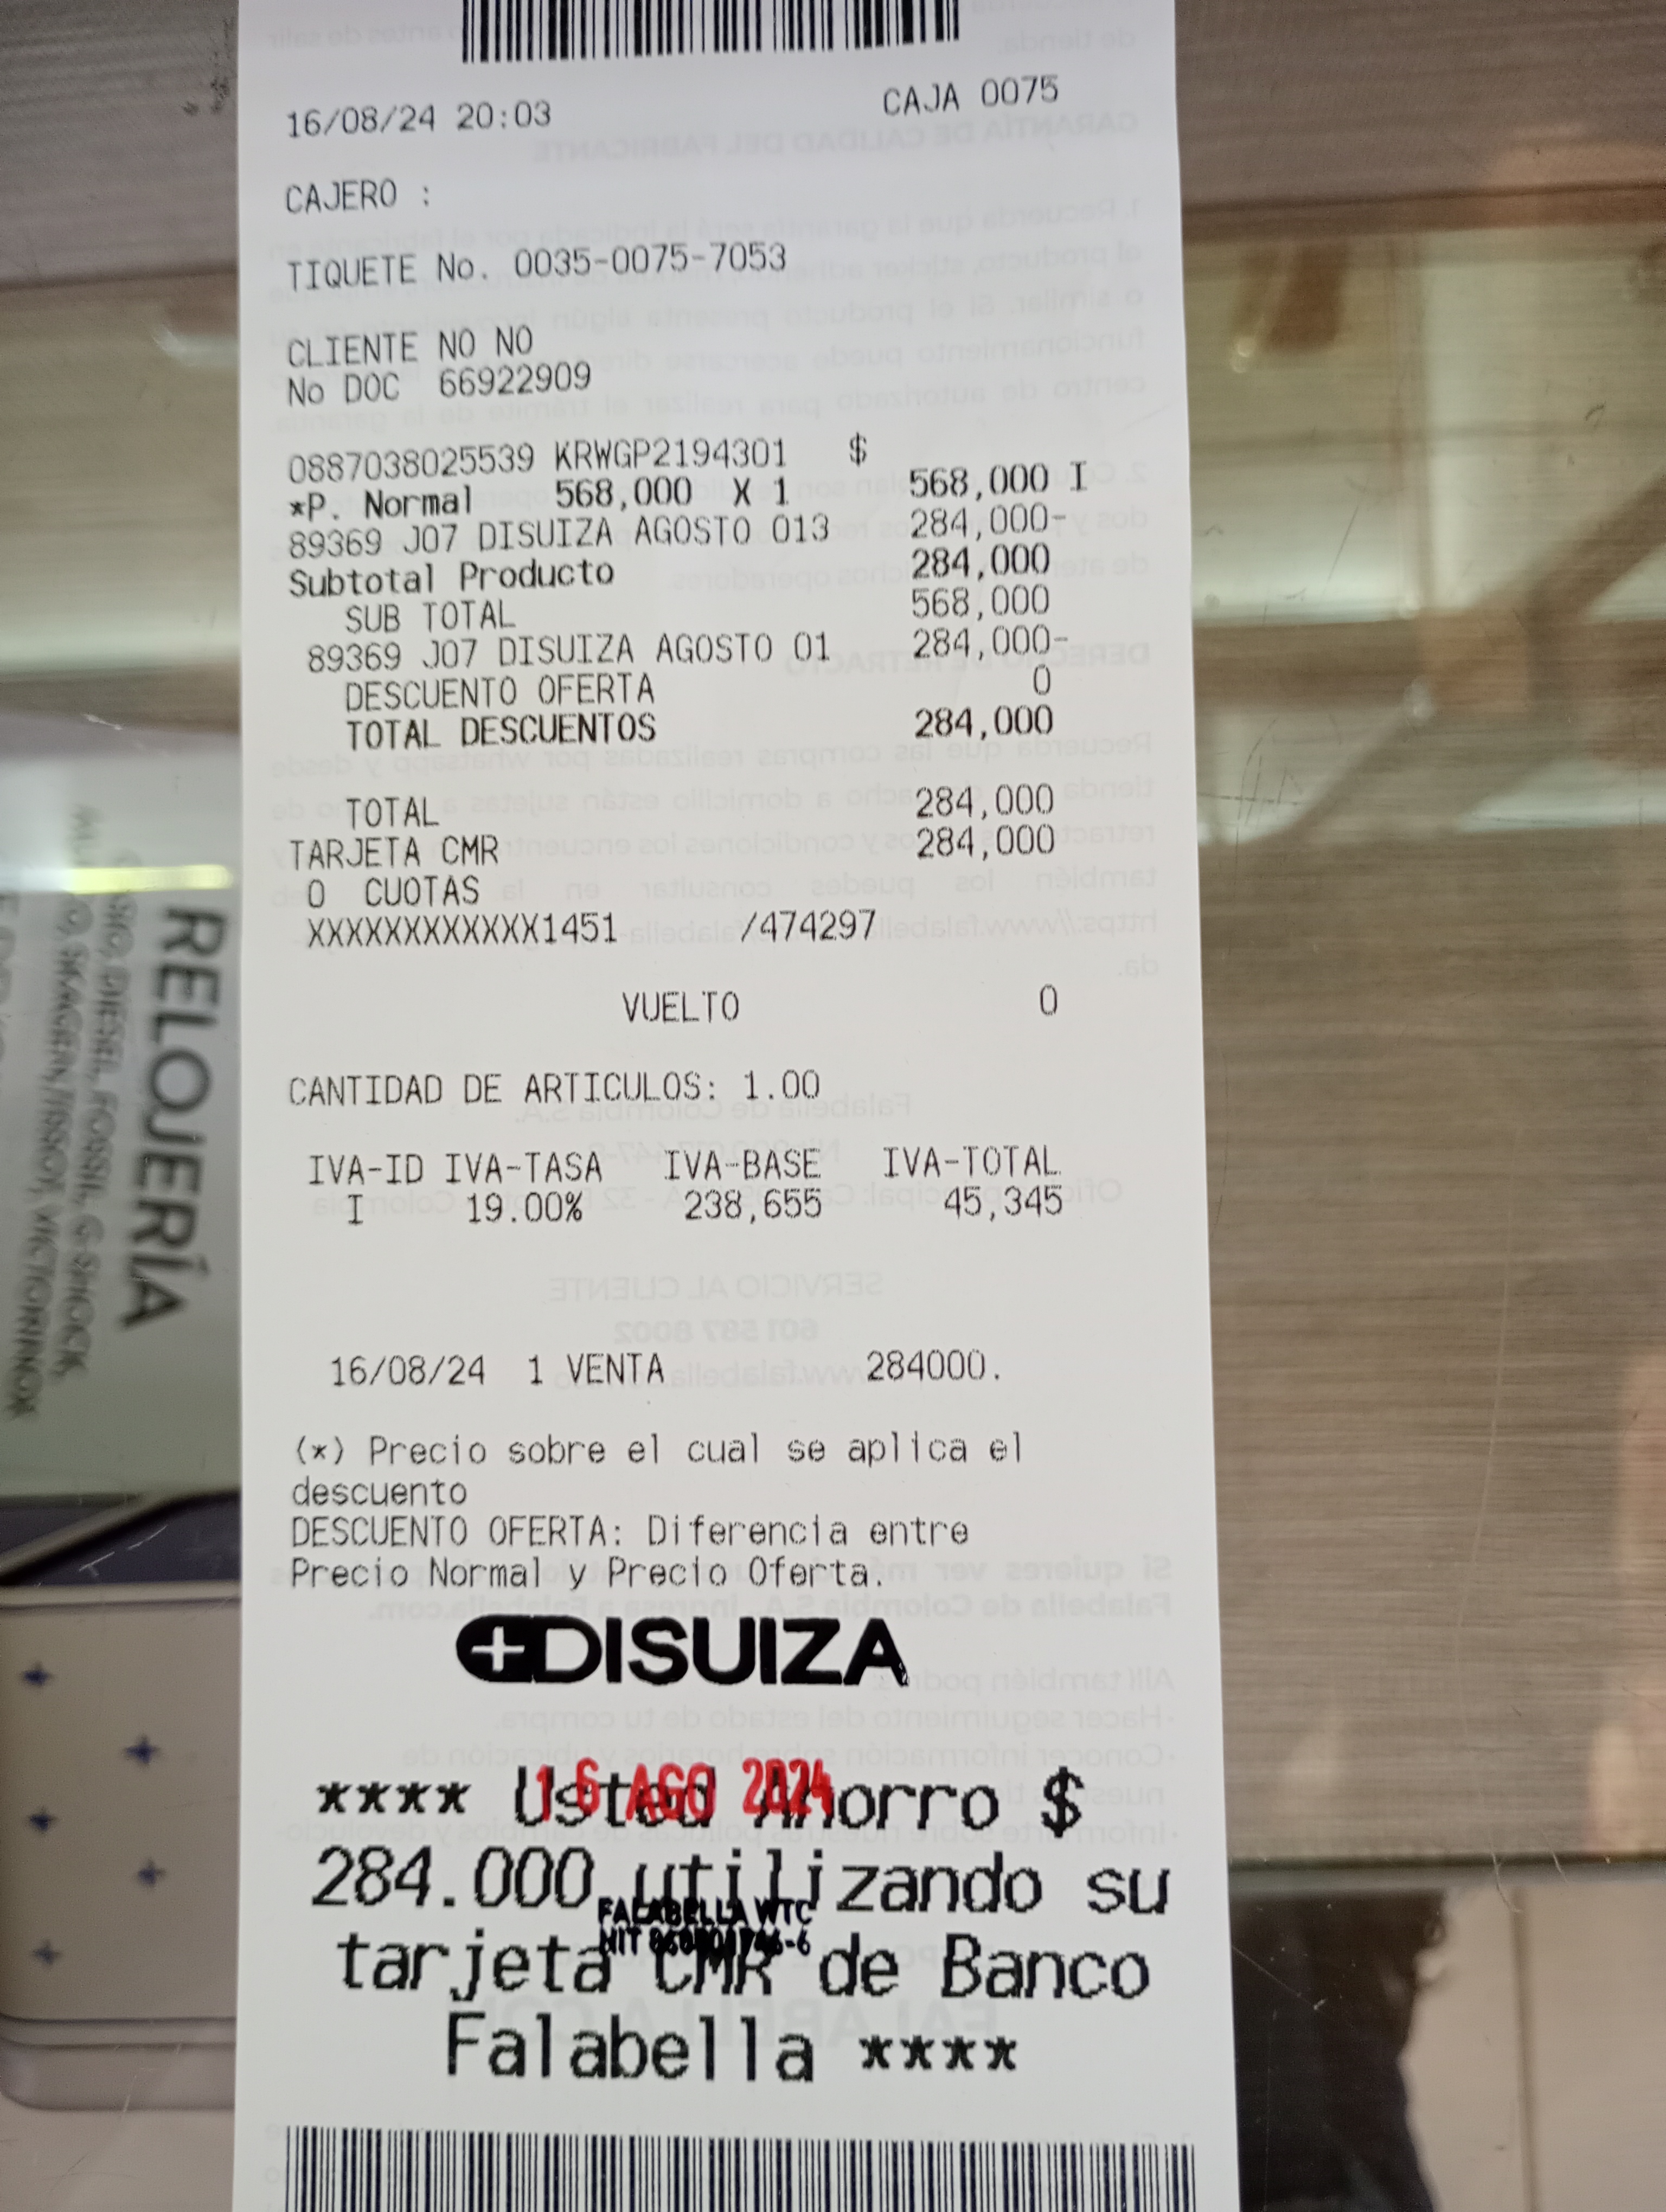 16/08/24 20:03 CAJA 0075
CAJERO :
TIQUETE No. 0035-0075-7053
CLIENTE NO NO
No DOC 66922909
0887038025539 KRWGP2194301 $
*P. Normal 568,000 X 1 568,000 I
89369 J07 DISUIZA AGOSTO 013 284,000-
Subtotal Producto 284,000
SUB TOTAL 568,000
89369 J07 DISUIZA AGOSTO 01 284,000-
DESCUENTO OFERTA 0
TOTAL DESCUENTOS 284,000
TOTAL 284,000
TARJETA CMR 284,000
0 CUOTAS
XXXXXXXXXXXX1451 /474297
VUELTO 0
CANTIDAD DE ARTICULOS: 1.00
IVA-ID IVA-TASA IVA-BASE IVA-TOTAL
I 19.00% 238,655 45,345
16/08/24 1 VENTA 284000.
(*) Precio sobre el cual se aplica el
descuento
DESCUENTO OFERTA: Diferencia entre
Precio Normal y Precio Oferta.
DISUIZA
**** Usted Ahorro $
16 AGO 2024
284.000 utilizando su
FALABELLA WTC
tarjeta CMR de Banco
Falabella ****
RELOJERÍA